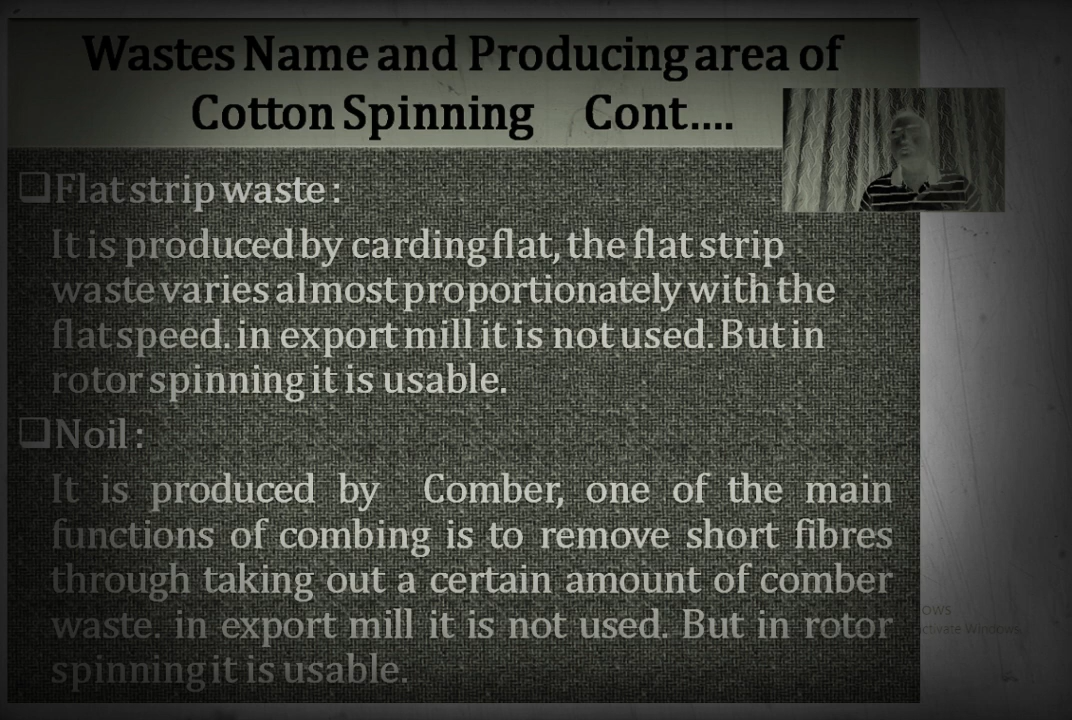 Wastes Name and Producing area of
Cotton Spinning Cont....
Flat strip waste :
It is produced by carding flat, the flat strip
waste varies almost proportionately with the
flat speed. in export mill it is not used. But in
rotor spinning it is usable.
Noil :
It is produced by Comber, one of the main
functions of combing is to remove short fibres
through taking out a certain amount of comber
waste. in export mill it is not used. But in rotor
spinning it is usable.
ows
ctivate Windows.